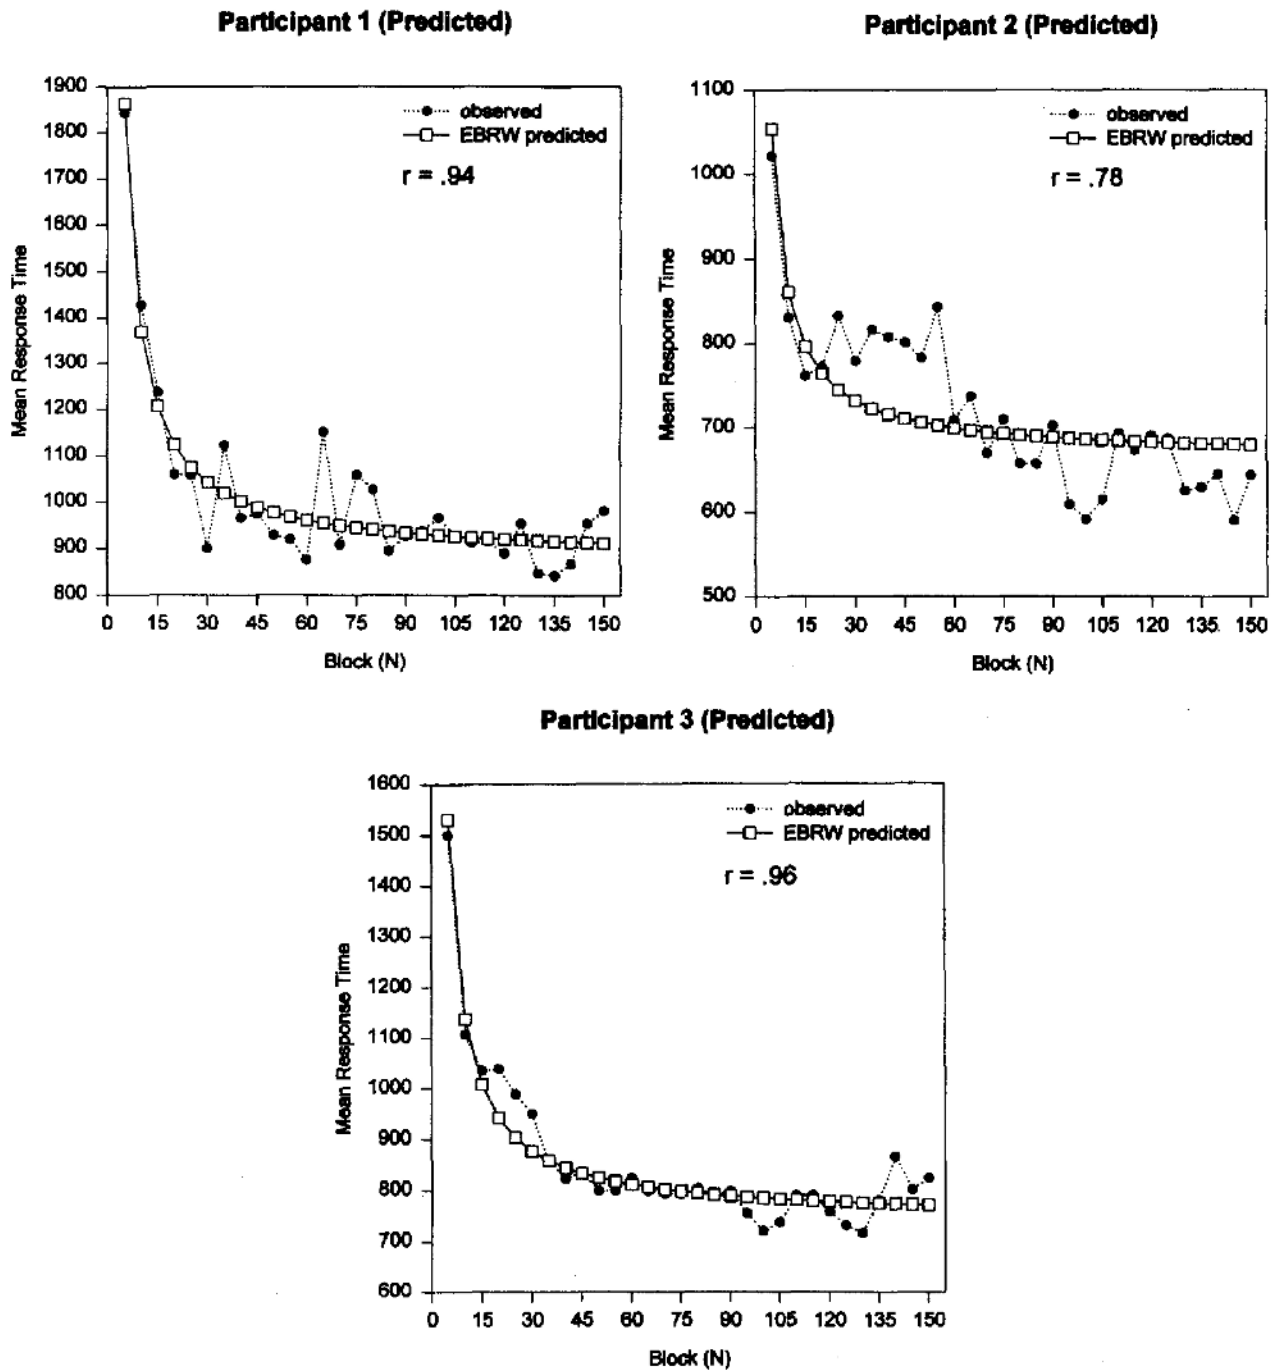 Participant 1 (Predicted)
1900
1800
1700
1600
1500
1400
1300
1200
1100
1000
900
800
Mean Response Time
observed
EBRW predicted
r = .94
0 15 30 45 60 75 90 105 120 135 150
Block (N)
Participant 2 (Predicted)
1100
1000
900
800
700
600
500
Mean Response Time
observed
EBRW predicted
r = .78
0 15 30 45 60 75 90 105 120 135 150
Block (N)
Participant 3 (Predicted)
1600
1500
1400
1300
1200
1100
1000
900
800
700
600
Mean Response Time
observed
EBRW predicted
r = .96
0 15 30 45 60 75 90 105 120 135 150
Block (N)